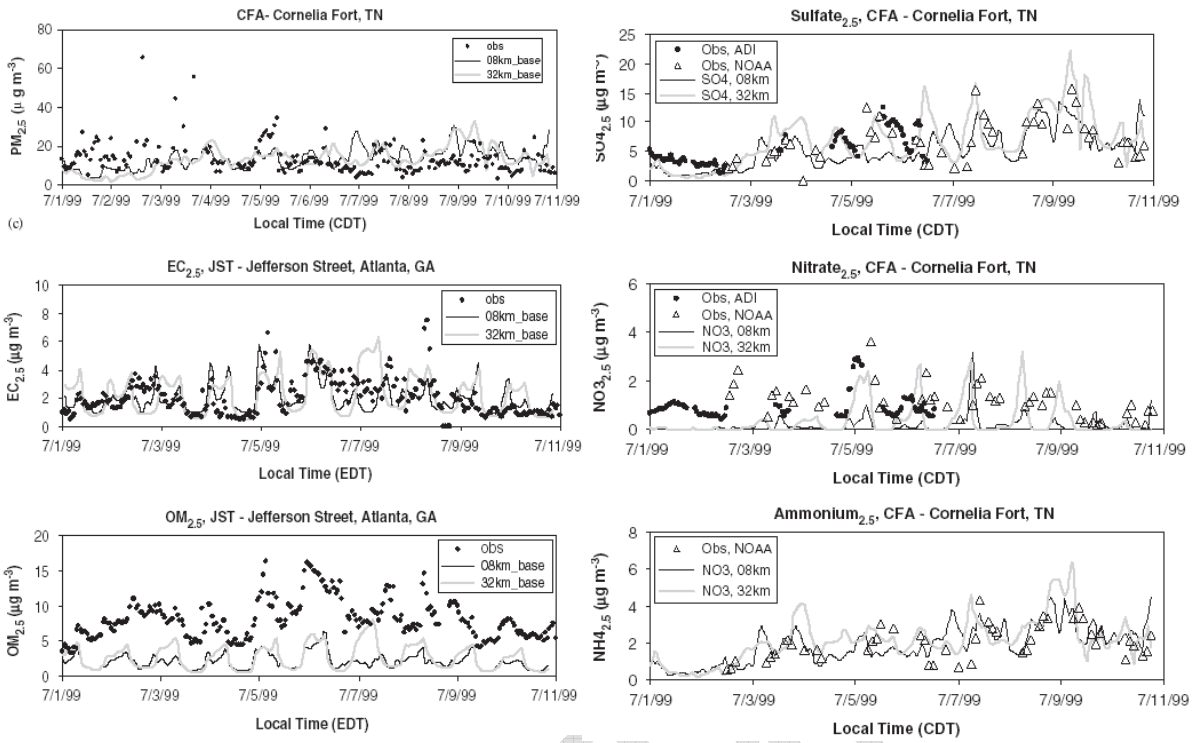 CFA- Cornelia Fort, TN
80
60
40
20
0
PM2.5 (μ g m-3)
obs
08km_base
32km_base
7/1/99 7/2/99 7/3/99 7/4/99 7/5/99 7/6/99 7/7/99 7/8/99 7/9/99 7/10/99 7/11/99
(c)
Local Time (CDT)
Sulfate2.5, CFA - Cornelia Fort, TN
25
20
15
10
5
0
SO42.5 (μg m-3)
Obs, ADI
Obs, NOAA
SO4, 08km
SO4, 32km
7/1/99 7/3/99 7/5/99 7/7/99 7/9/99 7/11/99
Local Time (CDT)
EC2.5, JST - Jefferson Street, Atlanta, GA
10
8
6
4
2
0
EC2.5 (μg m-3)
obs
08km_base
32km_base
7/1/99 7/3/99 7/5/99 7/7/99 7/9/99 7/11/99
Local Time (EDT)
Nitrate2.5, CFA - Cornelia Fort, TN
6
4
2
0
NO32.5 (μg m-3)
Obs, ADI
Obs, NOAA
NO3, 08km
NO3, 32km
7/1/99 7/3/99 7/5/99 7/7/99 7/9/99 7/11/99
Local Time (CDT)
OM2.5, JST - Jefferson Street, Atlanta, GA
20
15
10
5
0
OM2.5 (μg m-3)
obs
08km_base
32km_base
7/1/99 7/3/99 7/5/99 7/7/99 7/9/99 7/11/99
Local Time (EDT)
Ammonium2.5, CFA - Cornelia Fort, TN
8
6
4
2
0
NH42.5 (μg m-3)
Obs, NOAA
NO3, 08km
NO3, 32km
7/1/99 7/3/99 7/5/99 7/7/99 7/9/99 7/11/99
Local Time (CDT)